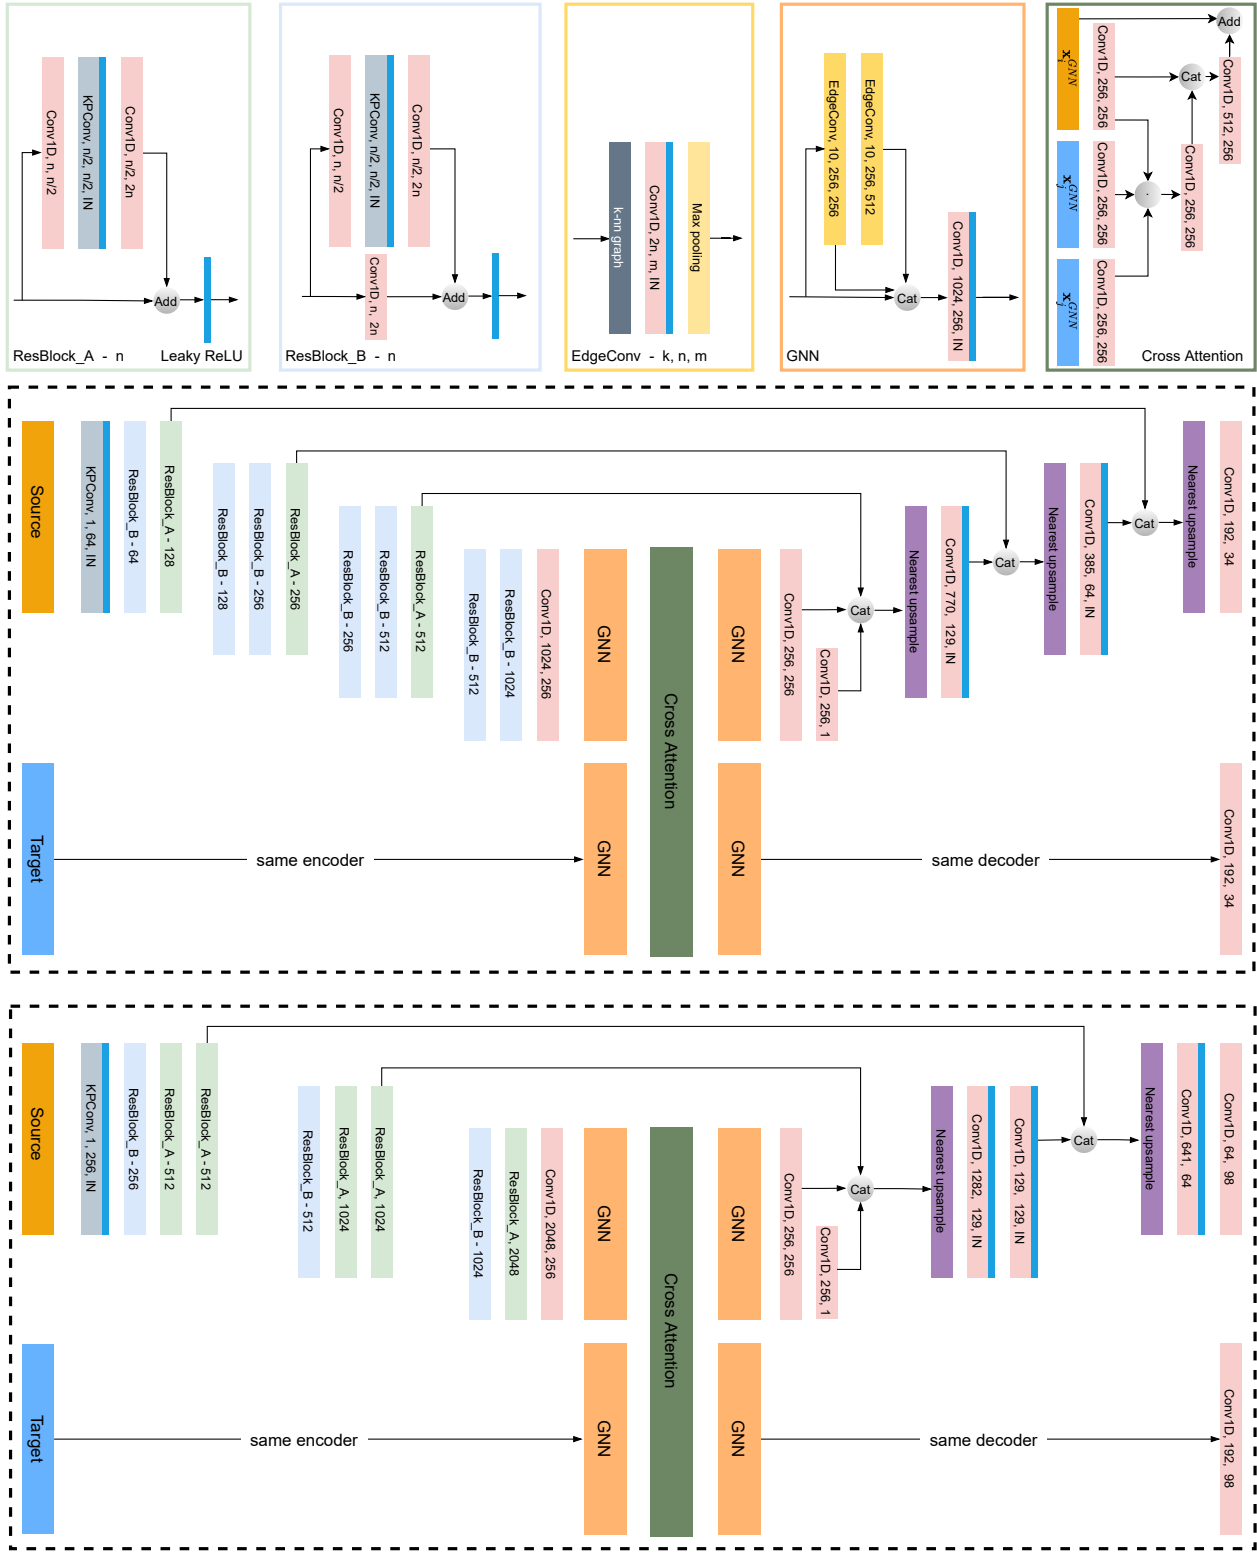 Conv1D, n, n/2
KPConv, n/2, n/2, IN
Conv1D, n/2, 2n
Add
ResBlock_A - n
Leaky ReLU
Conv1D, n, n/2
KPConv, n/2, n/2, IN
Conv1D, n/2, 2n
Conv1D, n, 2n
Add
ResBlock_B - n
k-nn graph
Conv1D, 2n, m, IN
Max pooling
EdgeConv - k, n, m
EdgeConv, 10, 256, 256
EdgeConv, 10, 256, 512
Cat
Conv1D, 1024, 256, IN
GNN
x_i^GNN
Conv1D, 256, 256
x_j^GNN
Conv1D, 256, 256
x_j^GNN
Conv1D, 256, 256
·
Conv1D, 256, 256
Cat
Conv1D, 512, 256
Add
Cross Attention
Source
KPConv, 1, 64, IN
ResBlock_B - 64
ResBlock_A - 128
ResBlock_B - 128
ResBlock_B - 256
ResBlock_A - 256
ResBlock_B - 256
ResBlock_B - 512
ResBlock_A - 512
ResBlock_B - 512
ResBlock_B - 1024
Conv1D, 1024, 256
GNN
Cross Attention
GNN
Conv1D, 256, 256
Conv1D, 256, 1
Cat
Nearest upsample
Conv1D, 770, 129, IN
Cat
Nearest upsample
Conv1D, 385, 64, IN
Cat
Nearest upsample
Conv1D, 192, 34
Target
same encoder
GNN
GNN
same decoder
Conv1D, 192, 34
Source
KPConv, 1, 256, IN
ResBlock_B - 256
ResBlock_A - 512
ResBlock_A - 512
ResBlock_B - 512
ResBlock_A, 1024
ResBlock_A, 1024
ResBlock_B - 1024
ResBlock_A, 2048
Conv1D, 2048, 256
GNN
Cross Attention
GNN
Conv1D, 256, 256
Conv1D, 256, 1
Cat
Nearest upsample
Conv1D, 1282, 129, IN
Conv1D, 129, 129, IN
Cat
Nearest upsample
Conv1D, 641, 64
Conv1D, 64, 98
Target
same encoder
GNN
GNN
same decoder
Conv1D, 192, 98